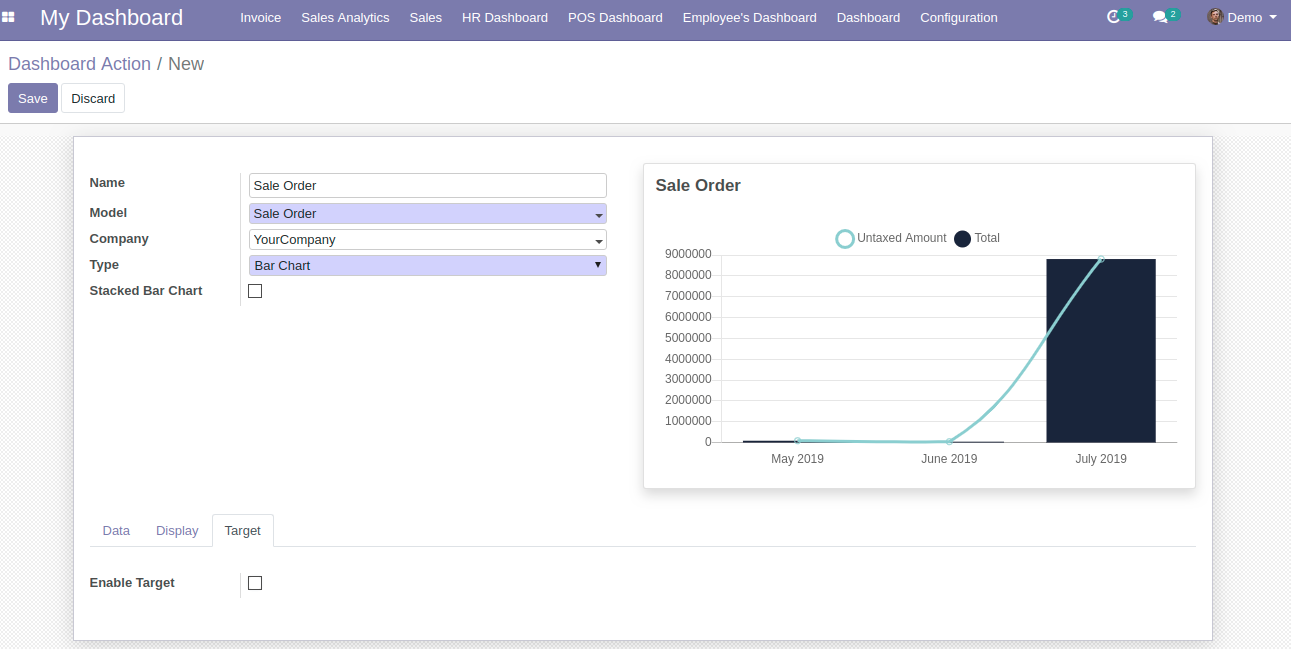 My Dashboard Invoice Sales Analytics Sales HR Dashboard POS Dashboard Employee's Dashboard Dashboard Configuration 3 2 Demo
Dashboard Action / New
Save Discard
Name Sale Order
Model Sale Order
Company YourCompany
Type Bar Chart
Stacked Bar Chart
Sale Order
Untaxed Amount Total
9000000
8000000
7000000
6000000
5000000
4000000
3000000
2000000
1000000
0
May 2019 June 2019 July 2019
Data Display Target
Enable Target